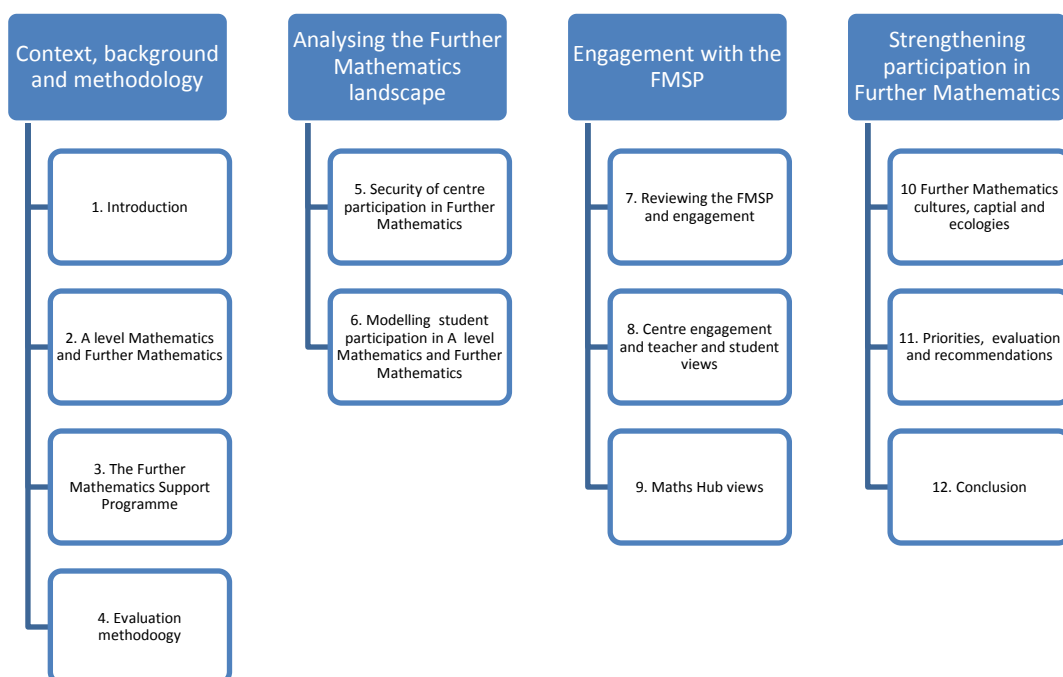 Context, background
and methodology
1. Introduction
2. A level Mathematics
and Further Mathematics
3. The Further
Mathematics Support
Programme
4. Evaluation
methodoogy
Analysing the Further
Mathematics
landscape
5. Security of centre
participation in Further
Mathematics
6. Modelling student
participation in A level
Mathematics and Further
Mathematics
Engagement with the
FMSP
7. Reviewing the FMSP
and engagement
8. Centre engagement
and teacher and student
views
9. Maths Hub views
Strengthening
participation in
Further Mathematics
10 Further Mathematics
cultures, captial and
ecologies
11. Priorities, evaluation
and recommendations
12. Conclusion